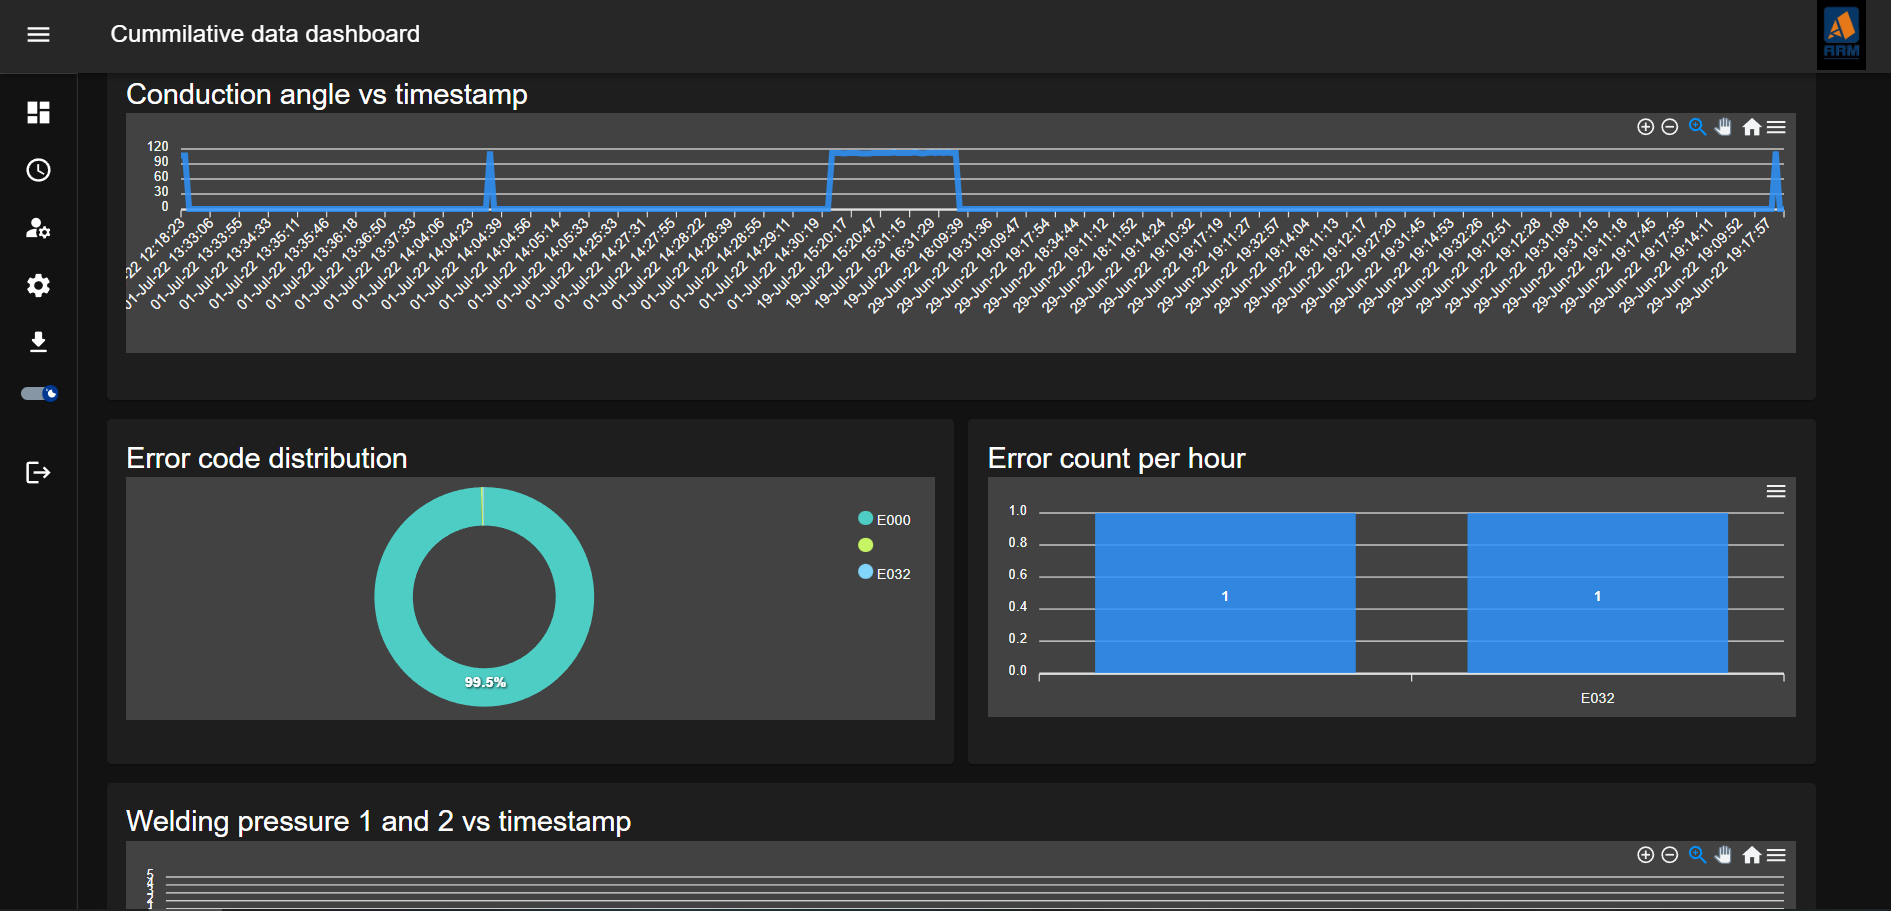 Cummilative data dashboard
ARM
Conduction angle vs timestamp
120
90
60
30
0
22 12:18:23
01-Jul-22 13:33:06
01-Jul-22 13:33:55
01-Jul-22 13:34:33
01-Jul-22 13:35:11
01-Jul-22 13:35:46
01-Jul-22 13:36:18
01-Jul-22 13:36:50
01-Jul-22 13:37:33
01-Jul-22 14:04:06
01-Jul-22 14:04:23
01-Jul-22 14:04:39
01-Jul-22 14:04:56
01-Jul-22 14:05:14
01-Jul-22 14:05:33
01-Jul-22 14:25:33
01-Jul-22 14:27:31
01-Jul-22 14:27:55
01-Jul-22 14:28:22
01-Jul-22 14:28:39
01-Jul-22 14:28:55
01-Jul-22 14:29:11
01-Jul-22 14:30:19
19-Jul-22 15:20:17
19-Jul-22 15:20:47
19-Jul-22 15:31:15
19-Jul-22 16:31:29
29-Jun-22 18:09:39
29-Jun-22 19:31:36
29-Jun-22 19:09:47
29-Jun-22 19:17:54
29-Jun-22 18:34:44
29-Jun-22 19:11:12
29-Jun-22 18:11:52
29-Jun-22 19:14:24
29-Jun-22 19:10:32
29-Jun-22 19:17:19
29-Jun-22 19:11:27
29-Jun-22 19:32:57
29-Jun-22 19:14:04
29-Jun-22 18:11:13
29-Jun-22 19:12:17
29-Jun-22 19:27:20
29-Jun-22 19:31:45
29-Jun-22 19:14:53
29-Jun-22 19:32:26
29-Jun-22 19:12:51
29-Jun-22 19:12:28
29-Jun-22 19:31:08
29-Jun-22 19:31:15
29-Jun-22 19:11:18
29-Jun-22 19:17:45
29-Jun-22 19:17:35
29-Jun-22 19:14:11
29-Jun-22 19:09:52
29-Jun-22 19:17:57
Error code distribution
E000
E032
99.5%
Error count per hour
1.0
0.8
0.6
0.4
0.2
0.0
1
1
E032
Welding pressure 1 and 2 vs timestamp
5
4
3
2
1